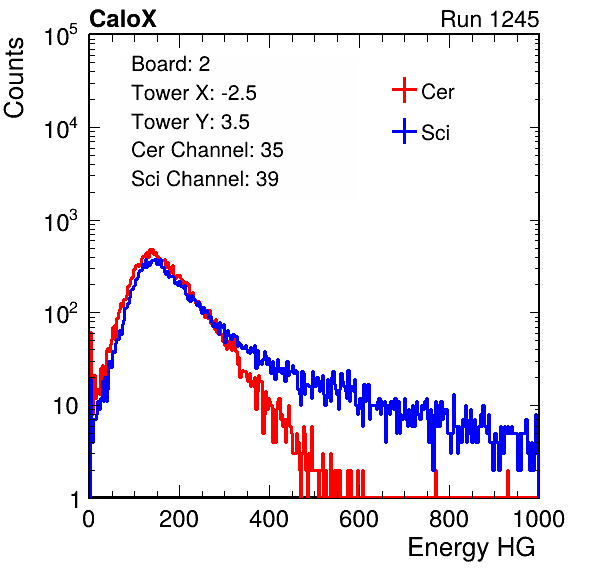 CaloX Run 1245
Counts
10^5
10^4
10^3
10^2
10
1
Board: 2
Tower X: -2.5
Tower Y: 3.5
Cer Channel: 35
Sci Channel: 39
Cer
Sci
0 200 400 600 800 1000
Energy HG